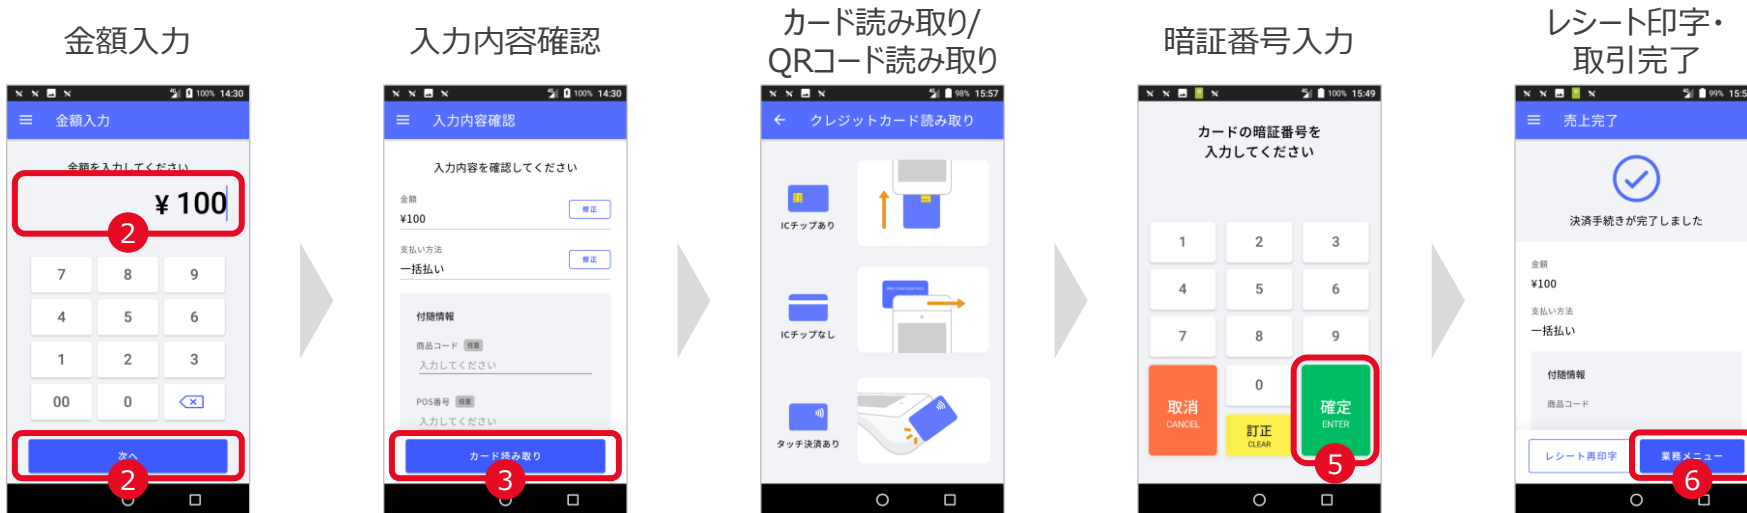 金額入力
14:30
100%
金額入力
金額を入力してください
¥ 100
2
7 8 9
4 5 6
1 2 3
00 0
次へ
2
入力内容確認
100% 14:30
入力内容確認
入力内容を確認してください
金額
¥100
修正
支払い方法
一括払い
修正
付随情報
商品コード 任意
入力してください
POS番号 任意
入力してください
カード読み取り
3
カード読み取り/
QRコード読み取り
98% 15:57
クレジットカード読み取り
ICチップあり
ICチップなし
タッチ決済あり
暗証番号入力
100% 15:49
カードの暗証番号を
入力してください
1 2 3
4 5 6
7 8 9
0
取消
CANCEL
訂正
CLEAR
確定
ENTER
5
レシート印字・
取引完了
99% 15:5
売上完了
決済手続きが完了しました
金額
¥100
支払い方法
一括払い
付随情報
商品コード
レシート再印字
業務メニュー
6